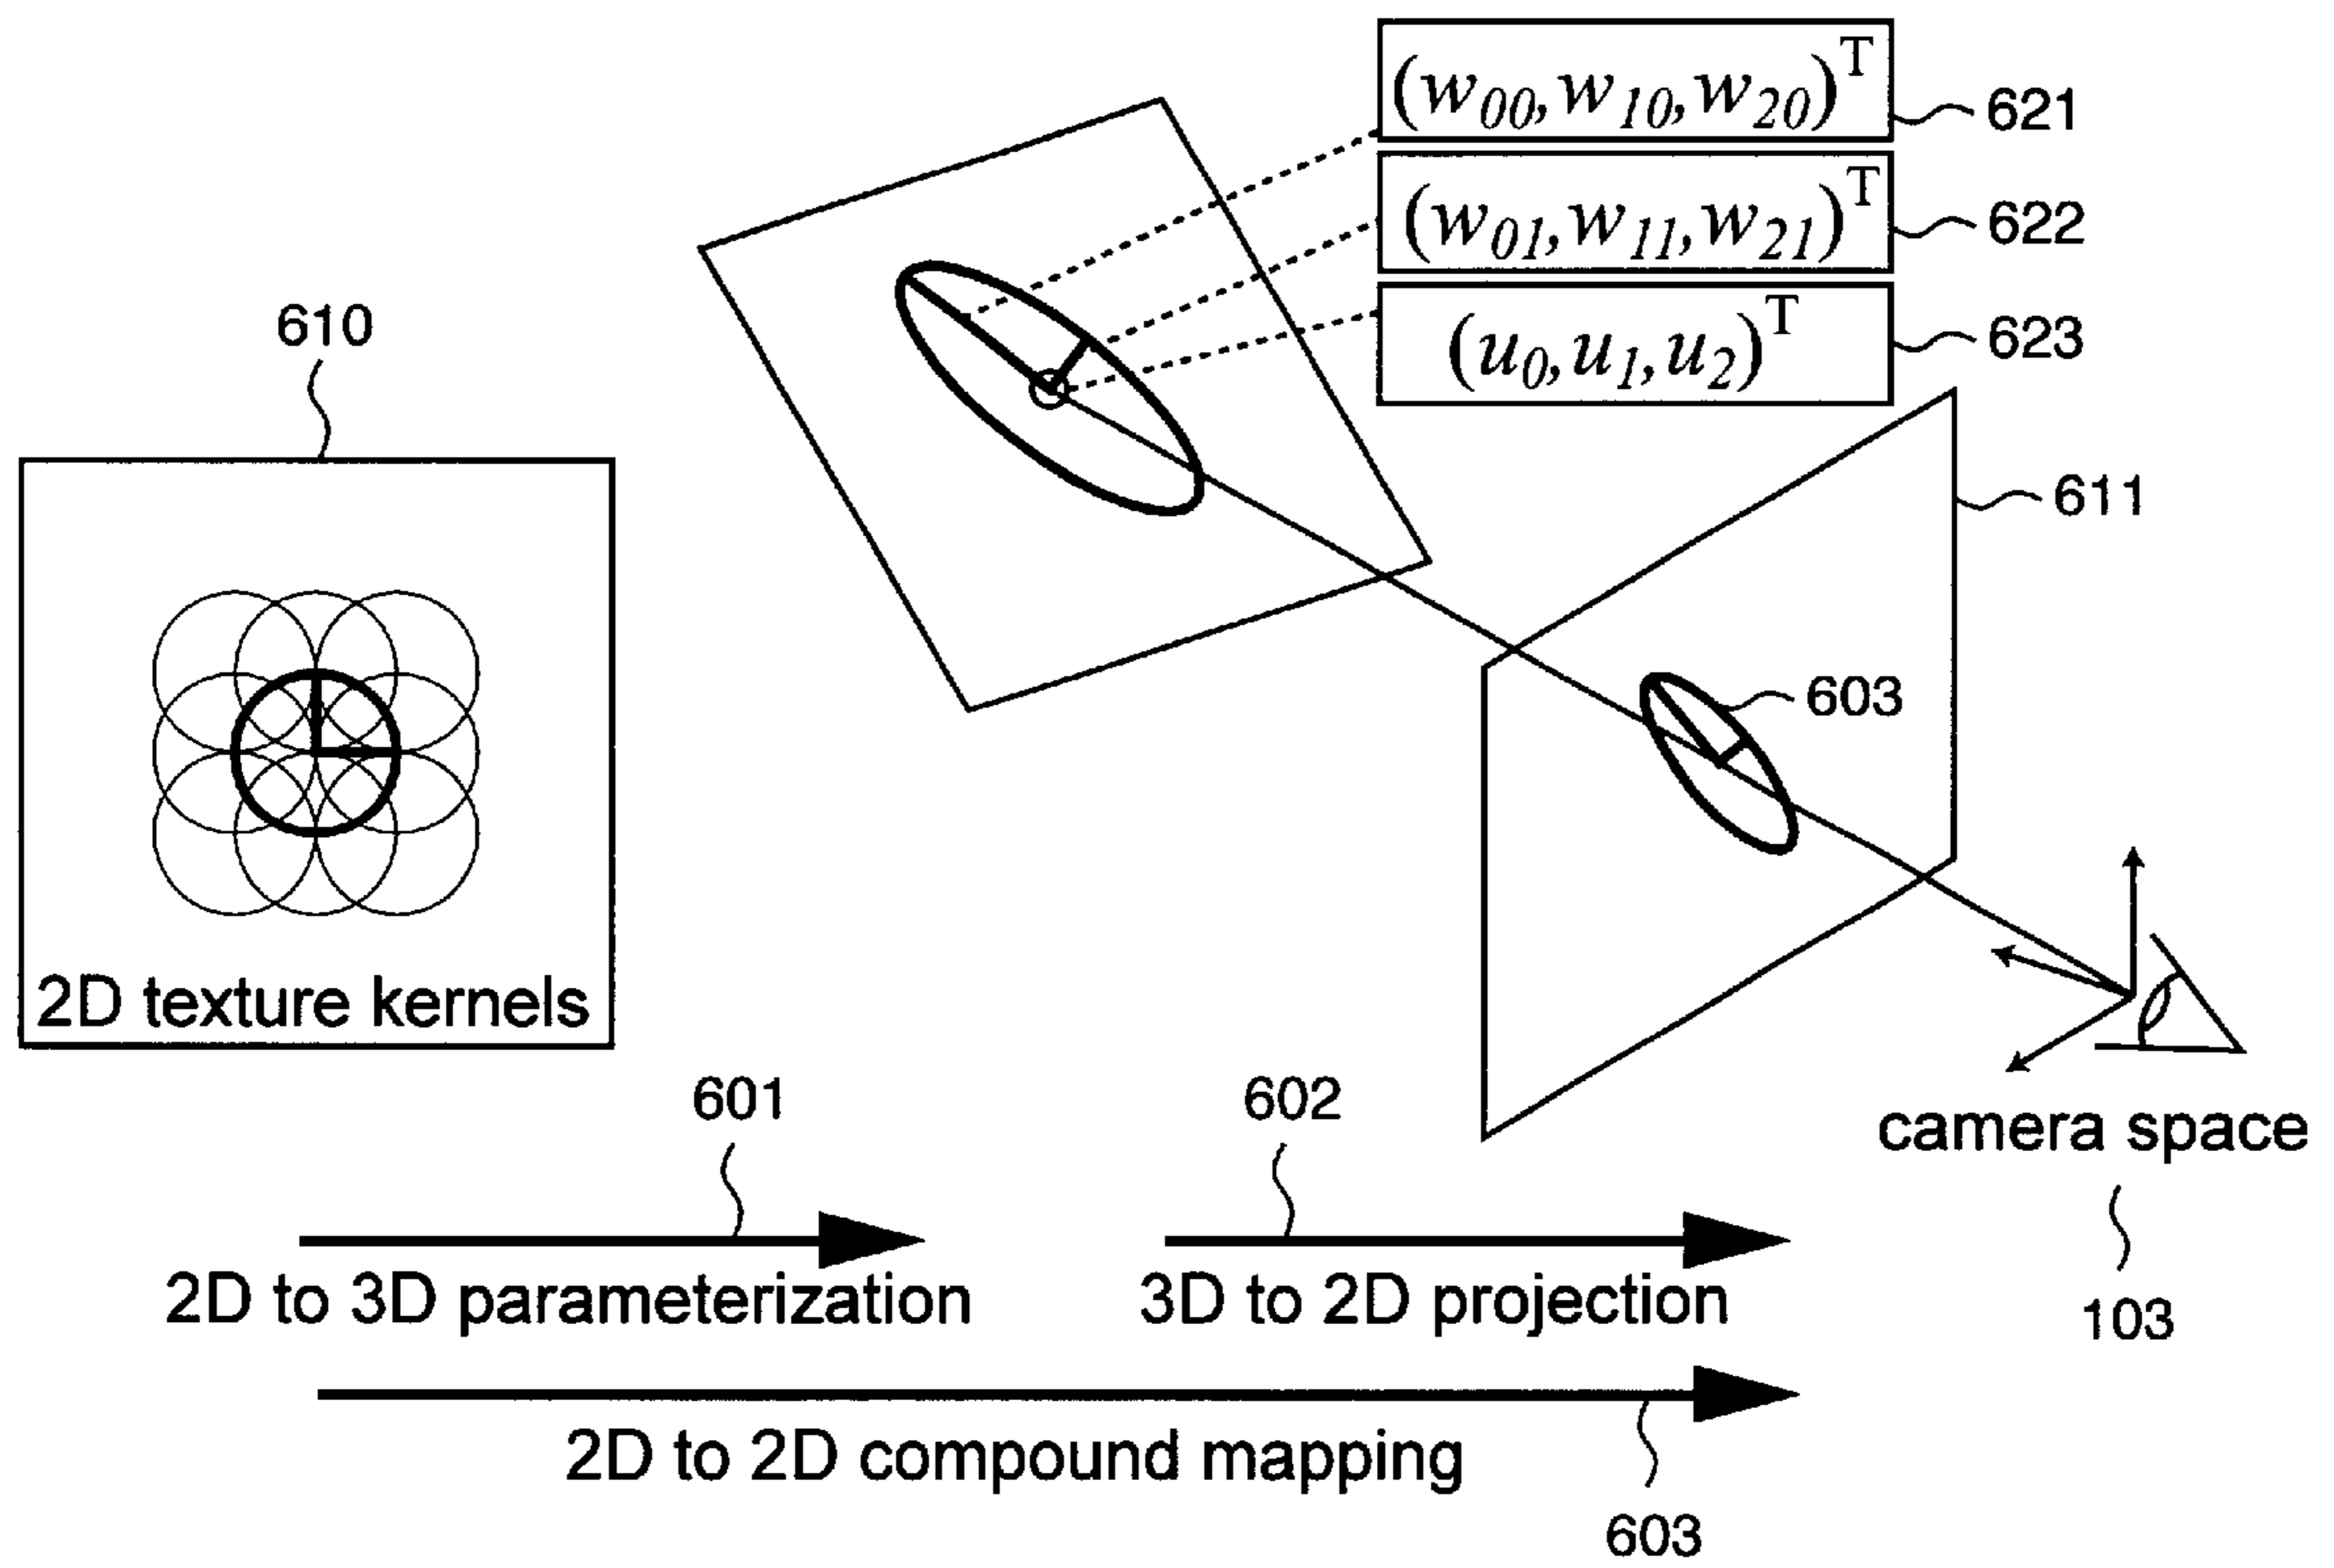 (w00,w10,w20)T
621
(w01,w11,w21)T
622
(u0,u1,u2)T
623
610
611
603
2D texture kernels
601
602
camera space
2D to 3D parameterization
3D to 2D projection
103
2D to 2D compound mapping
603